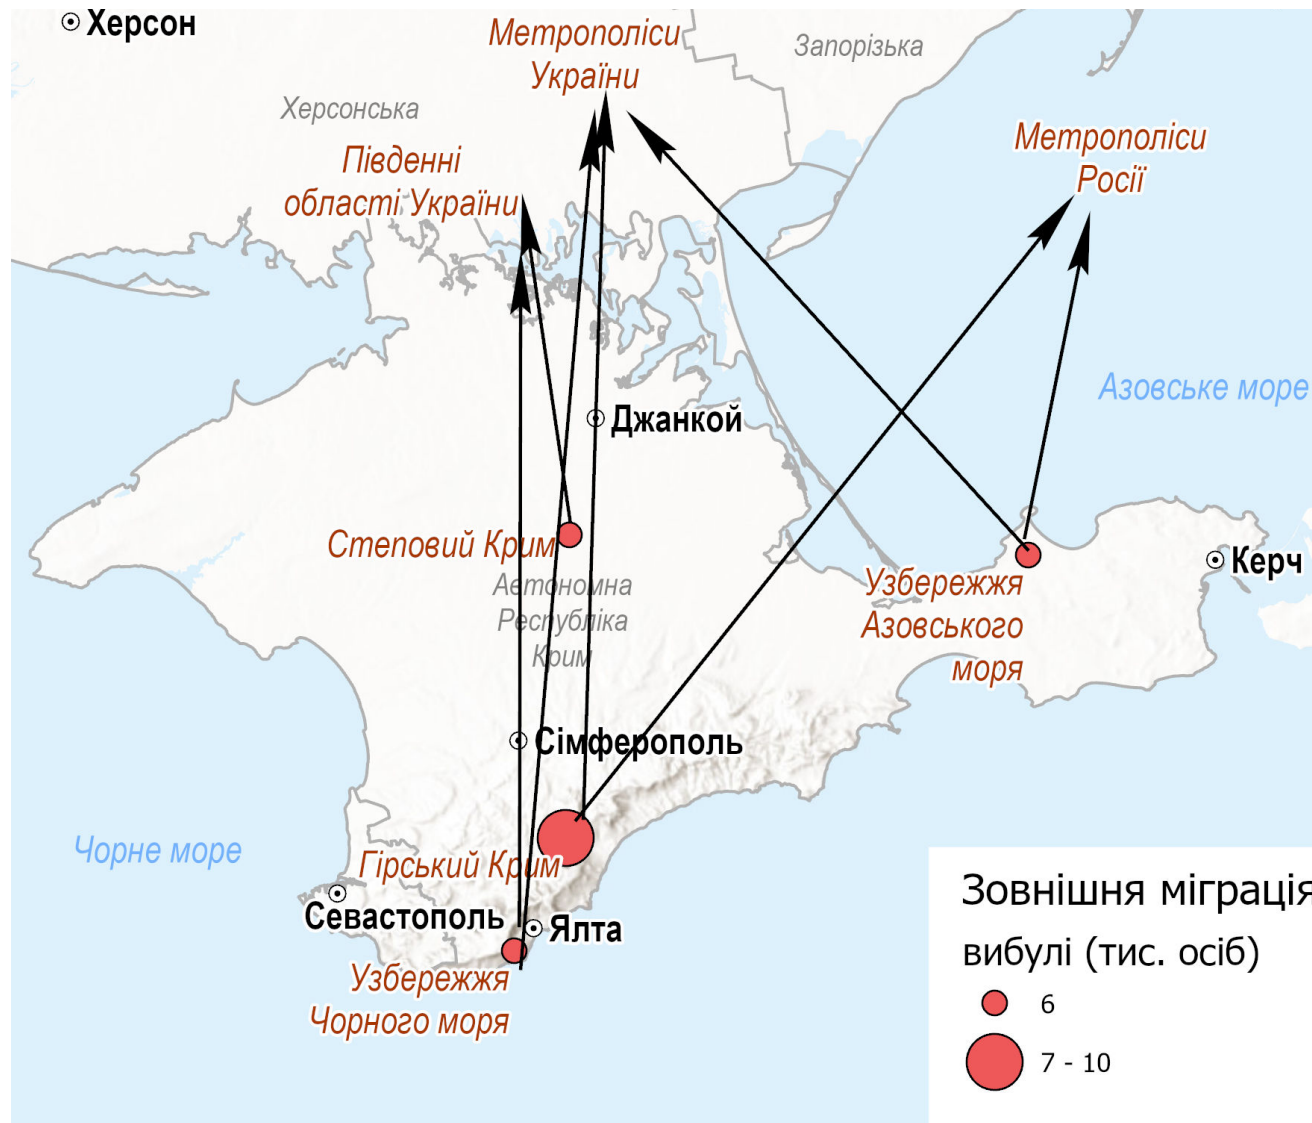 Херсон
Метрополіси
України
Запорізька
Херсонська
Південні
області України
Метрополіси
Росії
Азовське море
Джанкой
Степовий Крим
Автономна
Республіка
Крим
Керч
Узбережжя
Азовського
моря
Сімферополь
Чорне море
Гірський Крим
Севастополь
Ялта
Узбережжя
Чорного моря
Зовнішня міграція
вибулі (тис. осіб)
6
7 - 10